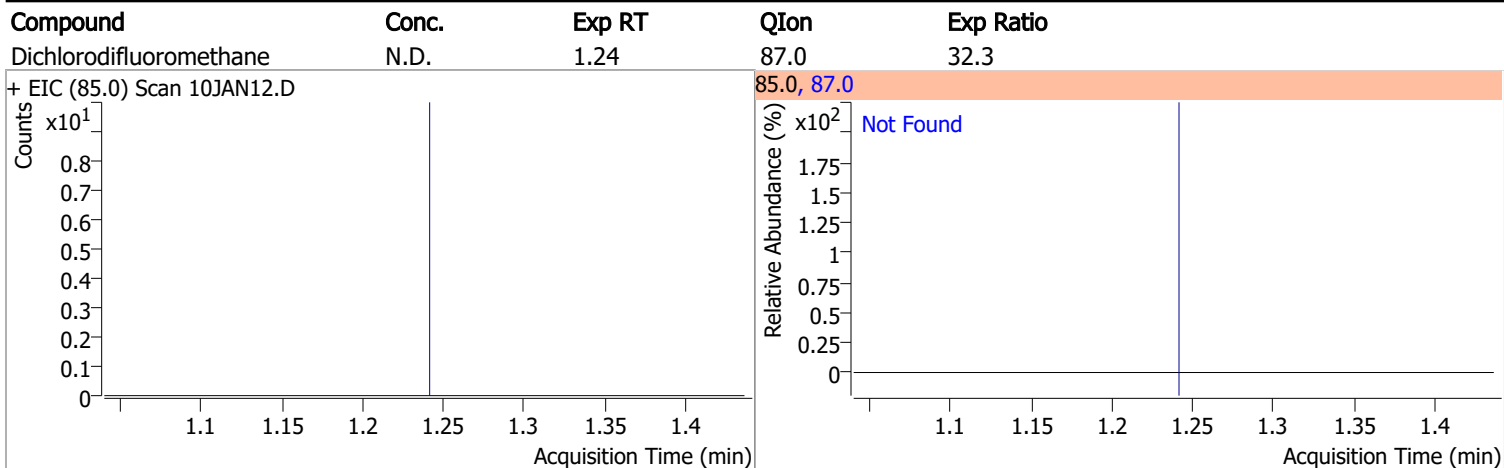 Compound Conc. Exp RT QIon Exp Ratio
Dichlorodifluoromethane N.D. 1.24 87.0 32.3
+ EIC (85.0) Scan 10JAN12.D
Counts
x10¹
0.8
0.7
0.6
0.5
0.4
0.3
0.2
0.1
0
1.1 1.15 1.2 1.25 1.3 1.35 1.4
Acquisition Time (min)
85.0, 87.0
Relative Abundance (%)
x10²
Not Found
1.75
1.5
1.25
1
0.75
0.5
0.25
0
1.1 1.15 1.2 1.25 1.3 1.35 1.4
Acquisition Time (min)